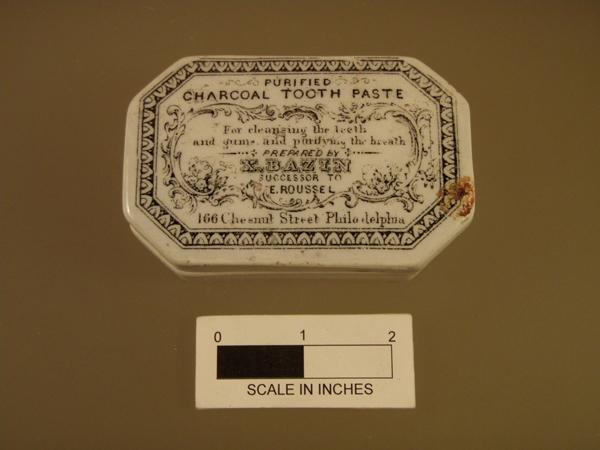 PURIFIED
CHARCOAL TOOTH PASTE
For cleansing the teeth
and gums, and purifying the breath
PREPARED BY
X. BAZIN
SUCCESSOR TO
E. ROUSSEL
166 Chesnut Street Philadelphia
0 1 2
SCALE IN INCHES